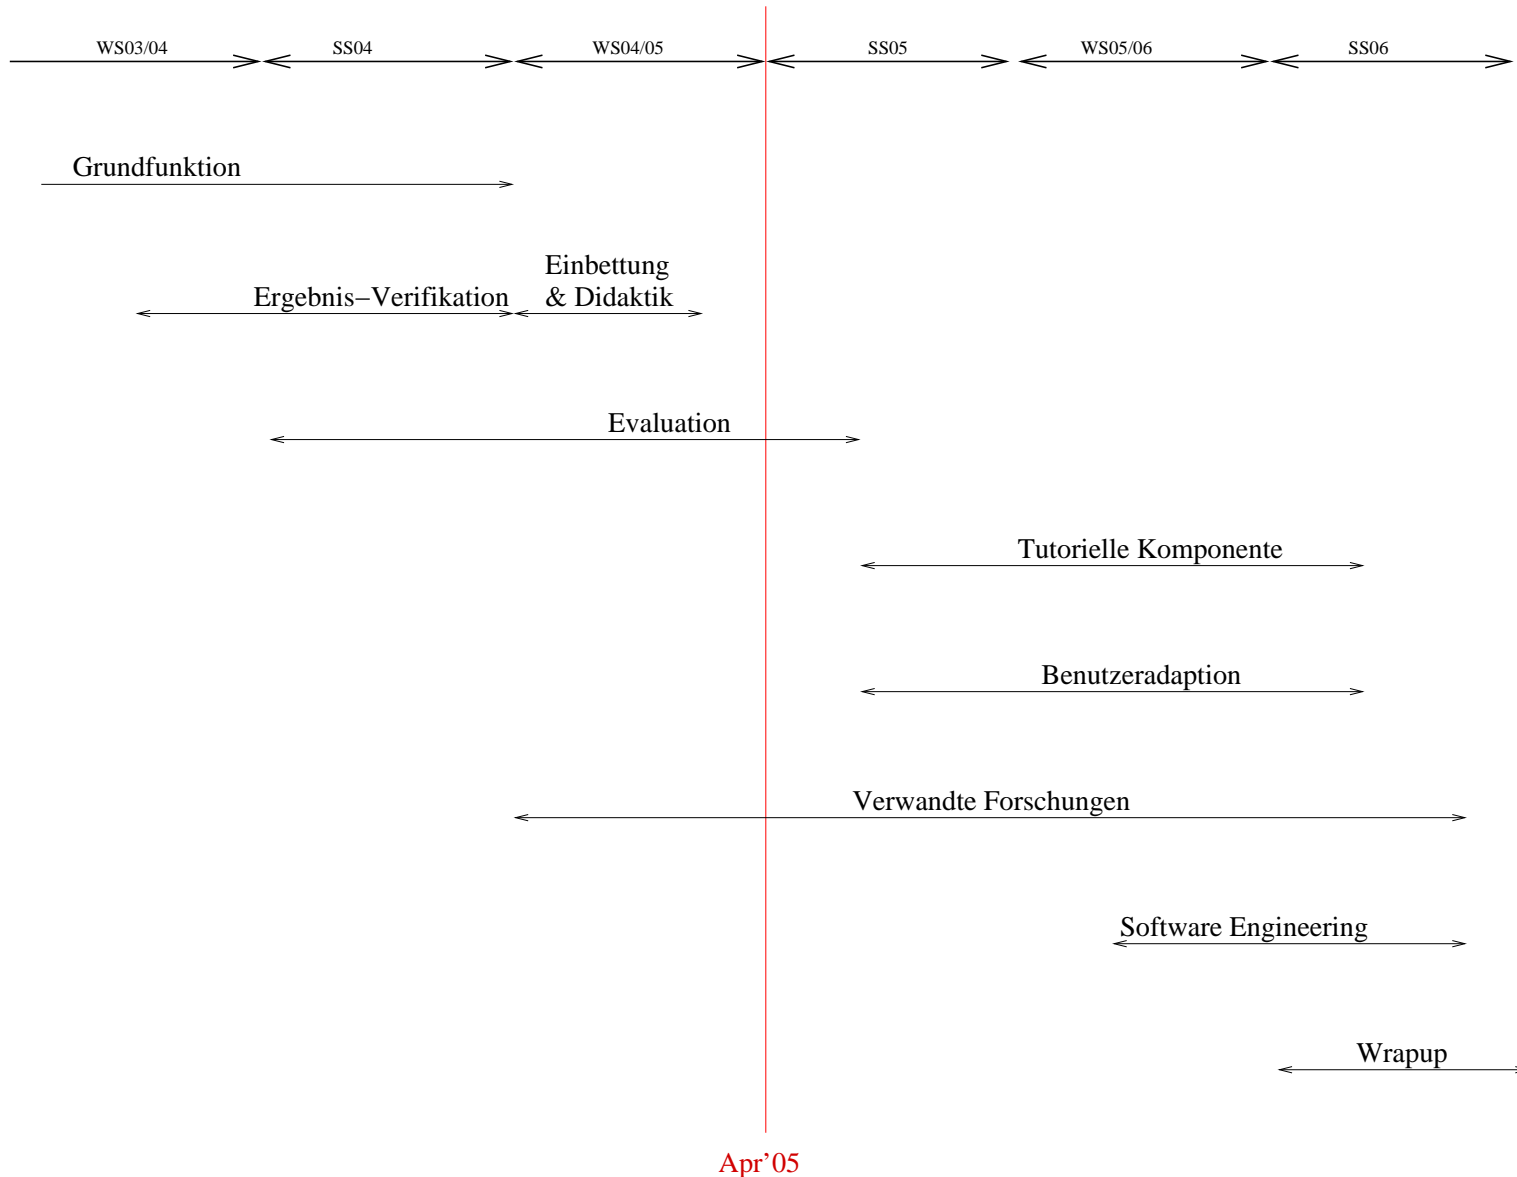 WS03/04 SS04 WS04/05 SS05 WS05/06 SS06
Grundfunktion
Einbettung
Ergebnis–Verifikation & Didaktik
Evaluation
Tutorielle Komponente
Benutzeradaption
Verwandte Forschungen
Software Engineering
Wrapup
Apr’05